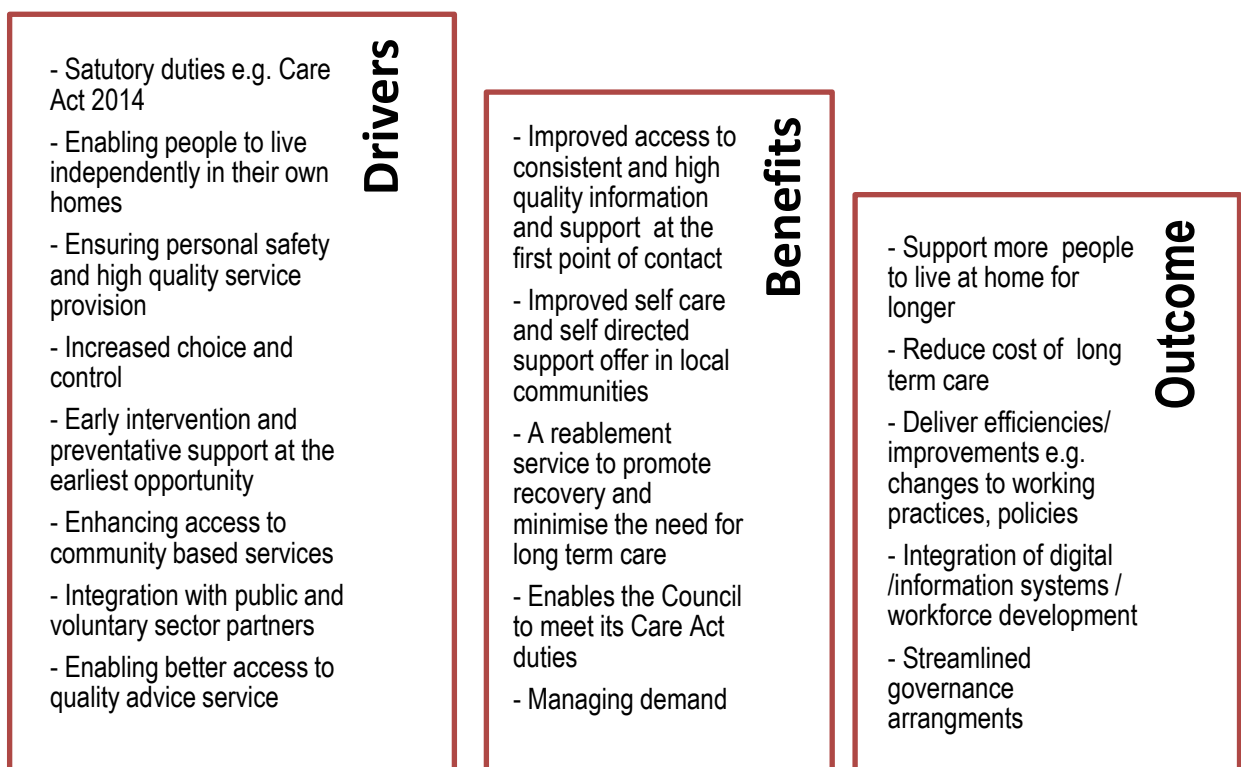 Drivers
- Satutory duties e.g. Care
Act 2014
- Enabling people to live
independently in their own
homes
- Ensuring personal safety
and high quality service
provision
- Increased choice and
control
- Early intervention and
preventative support at the
earliest opportunity
- Enhancing access to
community based services
- Integration with public and
voluntary sector partners
- Enabling better access to
quality advice service
Benefits
- Improved access to
consistent and high
quality information
and support at the
first point of contact
- Improved self care
and self directed
support offer in local
communities
- A reablement
service to promote
recovery and
minimise the need for
long term care
- Enables the Council
to meet its Care Act
duties
- Managing demand
Outcome
- Support more people
to live at home for
longer
- Reduce cost of long
term care
- Deliver efficiencies/
improvements e.g.
changes to working
practices, policies
- Integration of digital
/information systems /
workforce development
- Streamlined
governance
arrangments